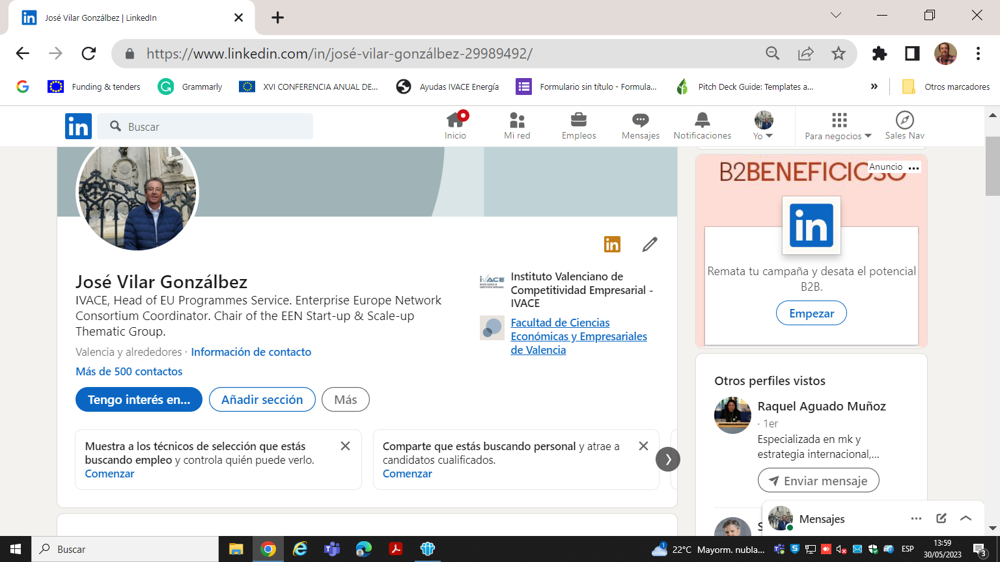 José Vilar Gonzálbez | LinkedIn
https://www.linkedin.com/in/josé-vilar-gonzálbez-29989492/
Funding & tenders
Grammarly
XVI CONFERENCIA ANUAL DE...
Ayudas IVACE Energía
Formulario sin título - Formula...
Pitch Deck Guide: Templates a...
»
Otros marcadores
in
Buscar
Inicio
Mi red
Empleos
Mensajes
Notificaciones
Yo
Para negocios
Sales Nav
José Vilar Gonzálbez
IVACE, Head of EU Programmes Service. Enterprise Europe Network
Consortium Coordinator. Chair of the EEN Start-up & Scale-up
Thematic Group.
Valencia y alrededores · Información de contacto
Más de 500 contactos
Tengo interés en...
Añadir sección
Más
in
IVACE
Instituto Valenciano de
Competitividad Empresarial -
IVACE
Facultad de Ciencias
Económicas y Empresariales
de Valencia
Muestra a los técnicos de selección que estás
buscando empleo y controla quién puede verlo.
Comenzar
Comparte que estás buscando personal y atrae a
candidatos cualificados.
Comenzar
B2BENEFICIOSO
Anuncio
in
Remata tu campaña y desata el potencial
B2B.
Empezar
Otros perfiles vistos
Raquel Aguado Muñoz
· 1er
Especializada en mk y
estrategia internacional,...
Enviar mensaje
S
Mensajes
Buscar
22°C Mayorm. nubla...
ESP
13:59
30/05/2023
3